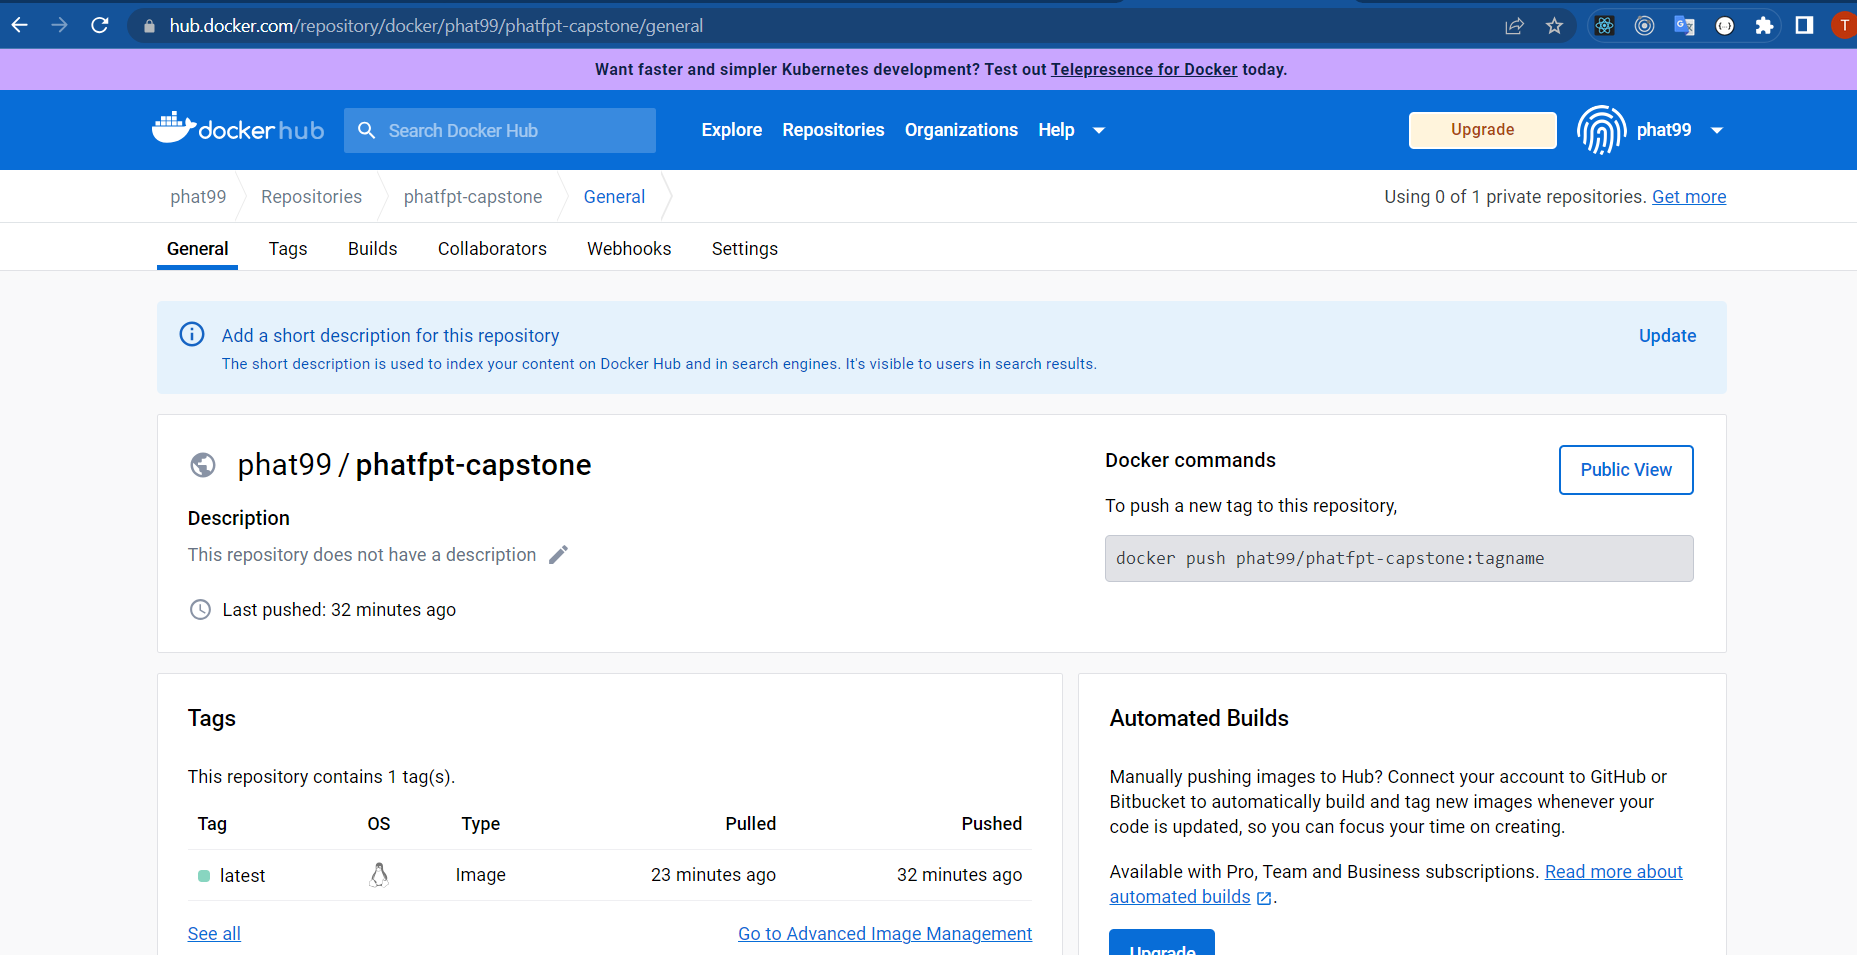 hub.docker.com/repository/docker/phat99/phatfpt-capstone/general
T
Want faster and simpler Kubernetes development? Test out Telepresence for Docker today.
docker hub
Search Docker Hub
Explore Repositories Organizations Help
Upgrade
phat99
phat99 Repositories phatfpt-capstone General
Using 0 of 1 private repositories. Get more
General Tags Builds Collaborators Webhooks Settings
Add a short description for this repository
Update
The short description is used to index your content on Docker Hub and in search engines. It's visible to users in search results.
phat99 / phatfpt-capstone
Description
This repository does not have a description
Last pushed: 32 minutes ago
Docker commands
Public View
To push a new tag to this repository,
docker push phat99/phatfpt-capstone:tagname
Tags
This repository contains 1 tag(s).
Tag OS Type Pulled Pushed
latest Image 23 minutes ago 32 minutes ago
See all
Go to Advanced Image Management
Automated Builds
Manually pushing images to Hub? Connect your account to GitHub or
Bitbucket to automatically build and tag new images whenever your
code is updated, so you can focus your time on creating.
Available with Pro, Team and Business subscriptions. Read more about
automated builds .
Upgrade